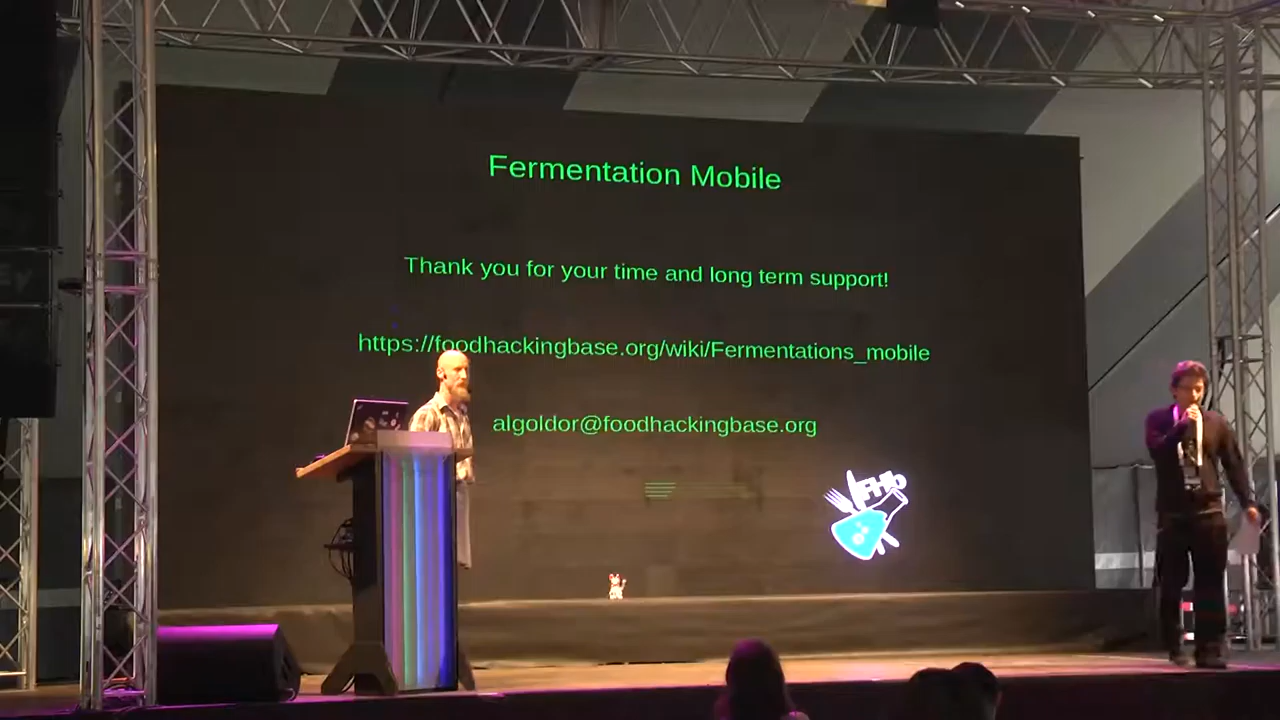 Fermentation Mobile
Thank you for your time and long term support!
https://foodhackingbase.org/wiki/Fermentations_mobile
algoldor@foodhackingbase.org